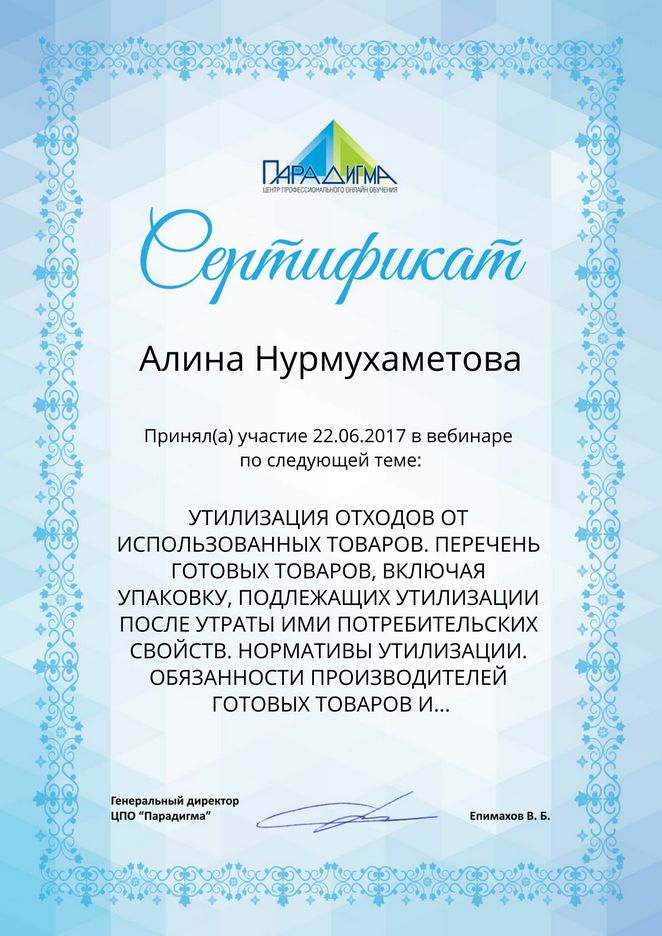 ПАРАДИГМА
ЦЕНТР ПРОФЕССИОНАЛЬНОГО ОНЛАЙН ОБУЧЕНИЯ
Сертификат
Алина Нурмухаметова
Принял(а) участие 22.06.2017 в вебинаре
по следующей теме:
УТИЛИЗАЦИЯ ОТХОДОВ ОТ
ИСПОЛЬЗОВАННЫХ ТОВАРОВ. ПЕРЕЧЕНЬ
ГОТОВЫХ ТОВАРОВ, ВКЛЮЧАЯ
УПАКОВКУ, ПОДЛЕЖАЩИХ УТИЛИЗАЦИИ
ПОСЛЕ УТРАТЫ ИМИ ПОТРЕБИТЕЛЬСКИХ
СВОЙСТВ. НОРМАТИВЫ УТИЛИЗАЦИИ.
ОБЯЗАННОСТИ ПРОИЗВОДИТЕЛЕЙ
ГОТОВЫХ ТОВАРОВ И...
Генеральный директор
ЦПО "Парадигма"
Епимахов В. Б.